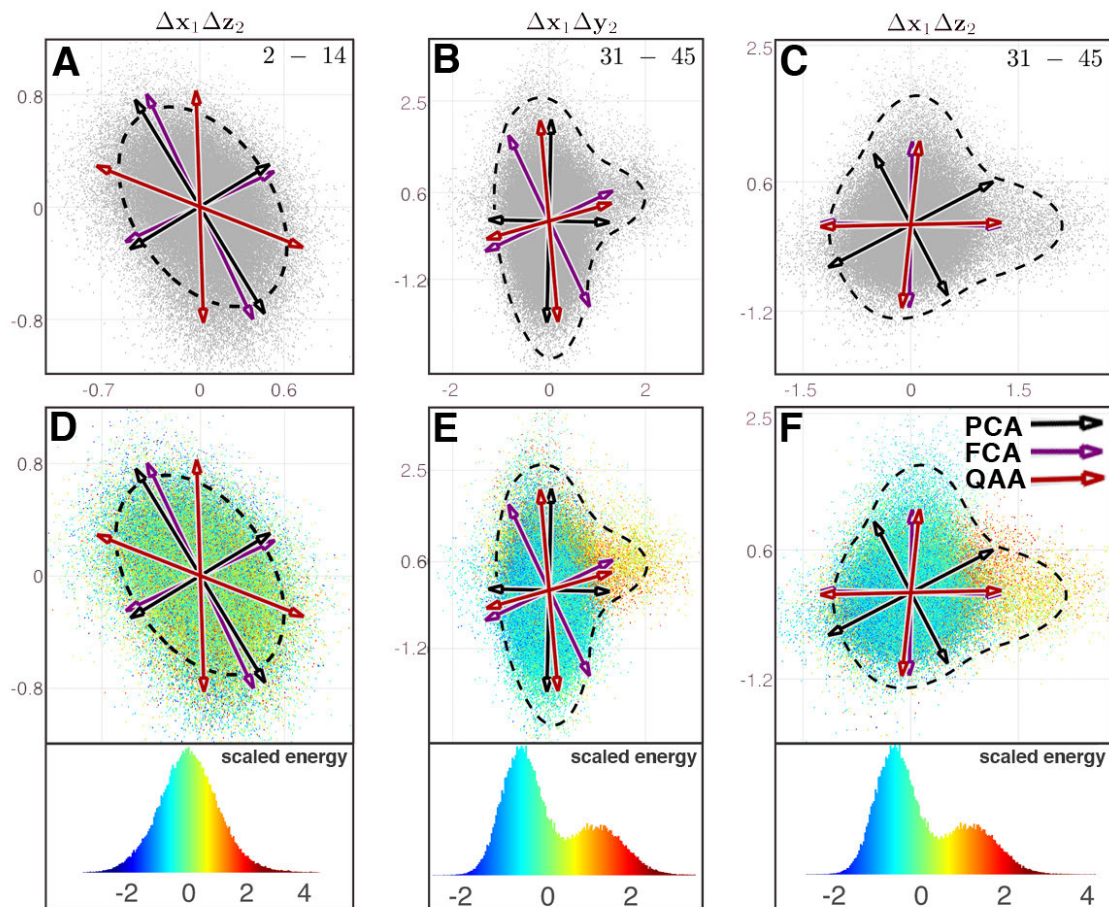 Δx₁Δz₂ Δx₁Δy₂ Δx₁Δz₂
A 2 – 14
B 31 – 45
C 31 – 45
0.8 2.5 2.5
0 0.6 0.6
-0.8 -1.2 -1.2
-0.7 0 0.6 -2 0 2 -1.5 0 1.5
D E F
PCA
FCA
QAA
0.8 2.5 2.5
0 0.6 0.6
-0.8 -1.2 -1.2
scaled energy scaled energy scaled energy
-2 0 2 4 -2 0 2 -2 0 2 4